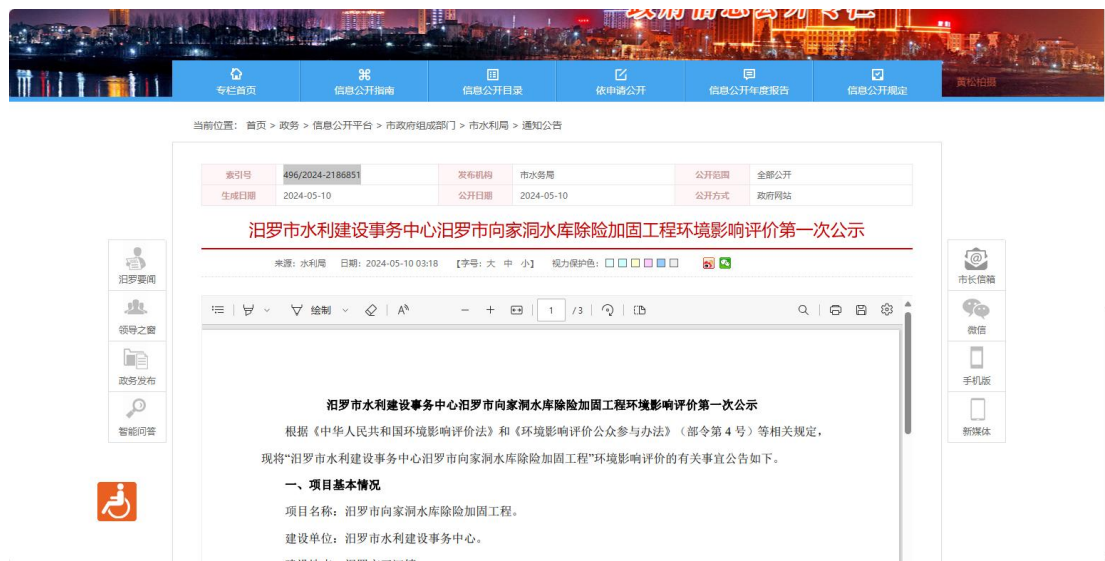 专栏首页 信息公开指南 信息公开目录 依申请公开 信息公开年度报告 信息公开规定
黄松柏摄
当前位置: 首页 > 政务 > 信息公开平台 > 市政府组成部门 > 市水利局 > 通知公告
索引号 496/2024-2186851 发布机构 市水务局 公开范围 全部公开
生成日期 2024-05-10 公开日期 2024-05-10 公开方式 政府网站
汨罗市水利建设事务中心汨罗市向家洞水库除险加固工程环境影响评价第一次公示
来源: 水利局 日期: 2024-05-10 03:18 【字号: 大 中 小】 视力保护色:
汨罗要闻
领导之窗
政务发布
智能问答
市长信箱
微信
手机版
新媒体
绘制 1 /3
汨罗市水利建设事务中心汨罗市向家洞水库除险加固工程环境影响评价第一次公示
根据《中华人民共和国环境影响评价法》和《环境影响评价公众参与办法》（部令第 4 号）等相关规定，
现将“汨罗市水利建设事务中心汨罗市向家洞水库除险加固工程”环境影响评价的有关事宜公告如下。
一、项目基本情况
项目名称：汨罗市向家洞水库除险加固工程。
建设单位：汨罗市水利建设事务中心。